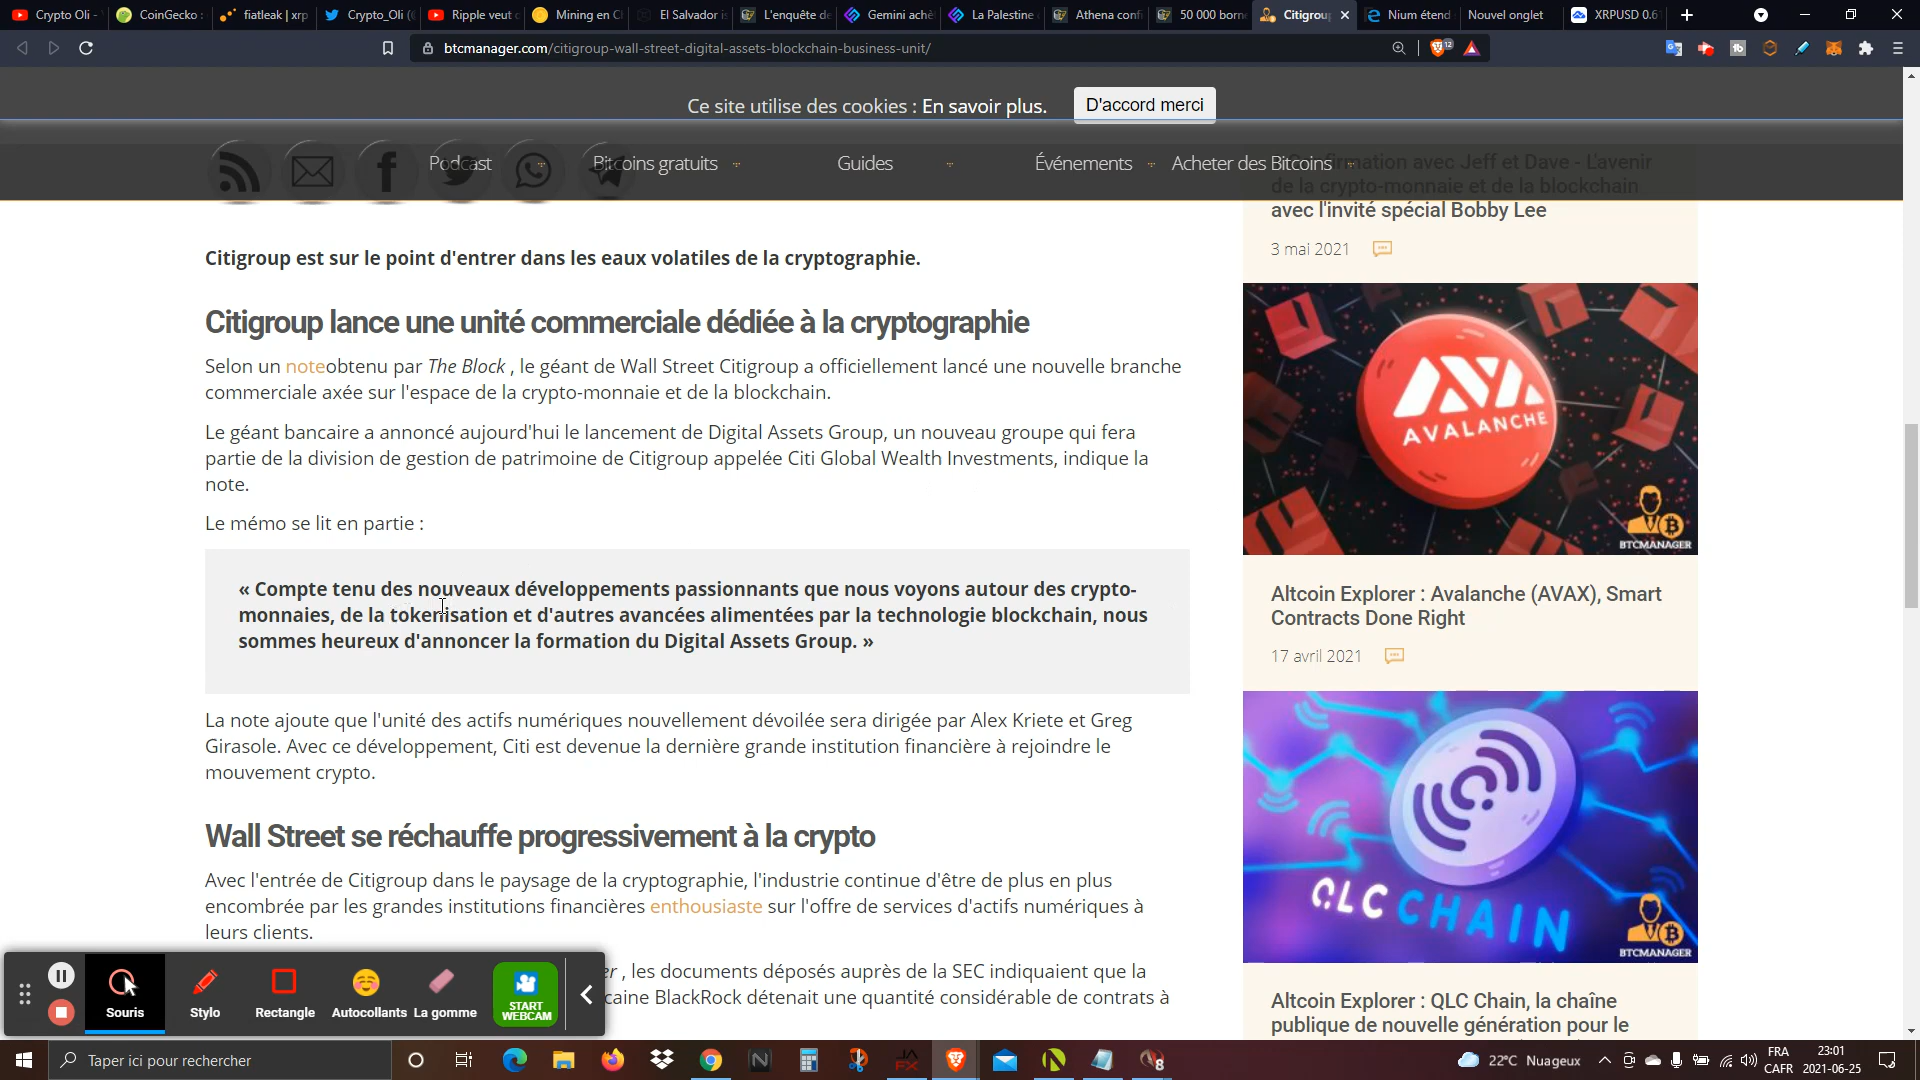 Crypto Oli -
CoinGecko :
fiatleak | xrp
Crypto_Oli (
Ripple veut
Mining en C
El Salvador
L'enquête de
Gemini achè
La Palestine
Athena conf
50 000 borne
Citigrou
Nium étend
Nouvel onglet
XRPUSD 0.6
btcmanager.com/citigroup-wall-street-digital-assets-blockchain-business-unit/
12
Ce site utilise des cookies : En savoir plus.
D'accord merci
Podcast
Bitcoins gratuits
Guides
Événements
Acheter des Bitcoins
avec Jeff et Dave - L'avenir
de la crypto-monnaie et de la blockchain
avec l'invité spécial Bobby Lee
3 mai 2021
Citigroup est sur le point d'entrer dans les eaux volatiles de la cryptographie.
Citigroup lance une unité commerciale dédiée à la cryptographie
Selon un noteobtenu par The Block , le géant de Wall Street Citigroup a officiellement lancé une nouvelle branche
commerciale axée sur l'espace de la crypto-monnaie et de la blockchain.
Le géant bancaire a annoncé aujourd'hui le lancement de Digital Assets Group, un nouveau groupe qui fera
partie de la division de gestion de patrimoine de Citigroup appelée Citi Global Wealth Investments, indique la
note.
Le mémo se lit en partie :
« Compte tenu des nouveaux développements passionnants que nous voyons autour des crypto-
monnaies, de la tokenisation et d'autres avancées alimentées par la technologie blockchain, nous
sommes heureux d'annoncer la formation du Digital Assets Group. »
La note ajoute que l'unité des actifs numériques nouvellement dévoilée sera dirigée par Alex Kriete et Greg
Girasole. Avec ce développement, Citi est devenue la dernière grande institution financière à rejoindre le
mouvement crypto.
Wall Street se réchauffe progressivement à la crypto
Avec l'entrée de Citigroup dans le paysage de la cryptographie, l'industrie continue d'être de plus en plus
encombrée par les grandes institutions financières enthousiaste sur l'offre de services d'actifs numériques à
leurs clients.
er , les documents déposés auprès de la SEC indiquaient que la
caine BlackRock détenait une quantité considérable de contrats à
AVALANCHE
BTCMANAGER
Altcoin Explorer : Avalanche (AVAX), Smart
Contracts Done Right
17 avril 2021
QLC CHAIN
BTCMANAGER
Altcoin Explorer : QLC Chain, la chaîne
publique de nouvelle génération pour le
Souris
Stylo
Rectangle
Autocollants
La gomme
START
WEBCAM
Taper ici pour rechercher
22°C Nuageux
FRA
CAFR
23:01
2021-06-25